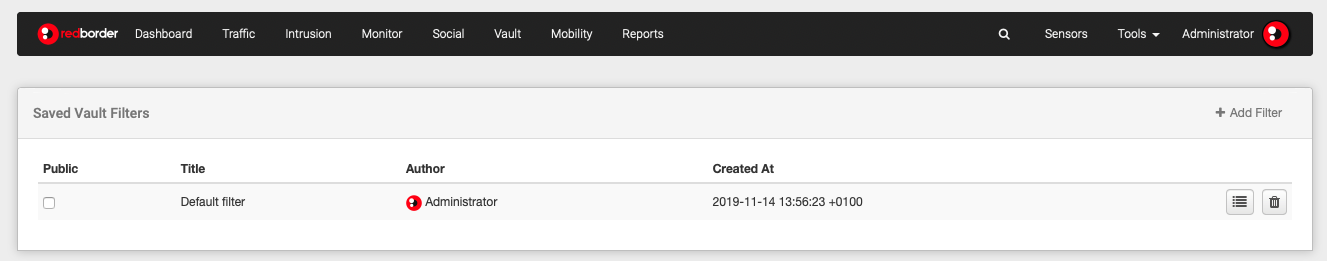 redborder Dashboard Traffic Intrusion Monitor Social Vault Mobility Reports Sensors Tools Administrator
Saved Vault Filters + Add Filter
Public Title Author Created At
Default filter Administrator 2019-11-14 13:56:23 +0100